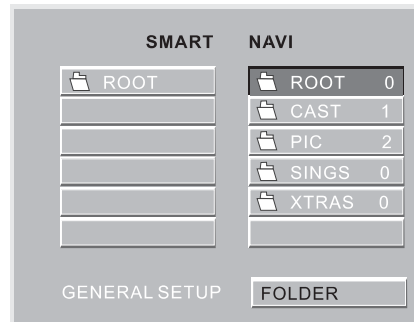 SMART NAVI
ROOT ROOT 0
CAST 1
PIC 2
SINGS 0
XTRAS 0
GENERAL SETUP FOLDER